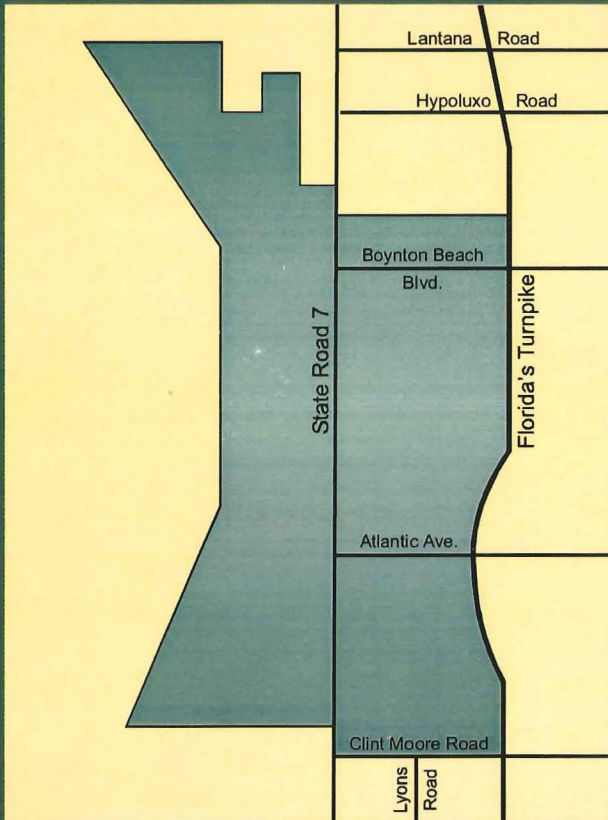 Lantana Road
Hypoluxo Road
Boynton Beach
Blvd.
State Road 7
Florida's Turnpike
Atlantic Ave.
Clint Moore Road
Lyons
Road